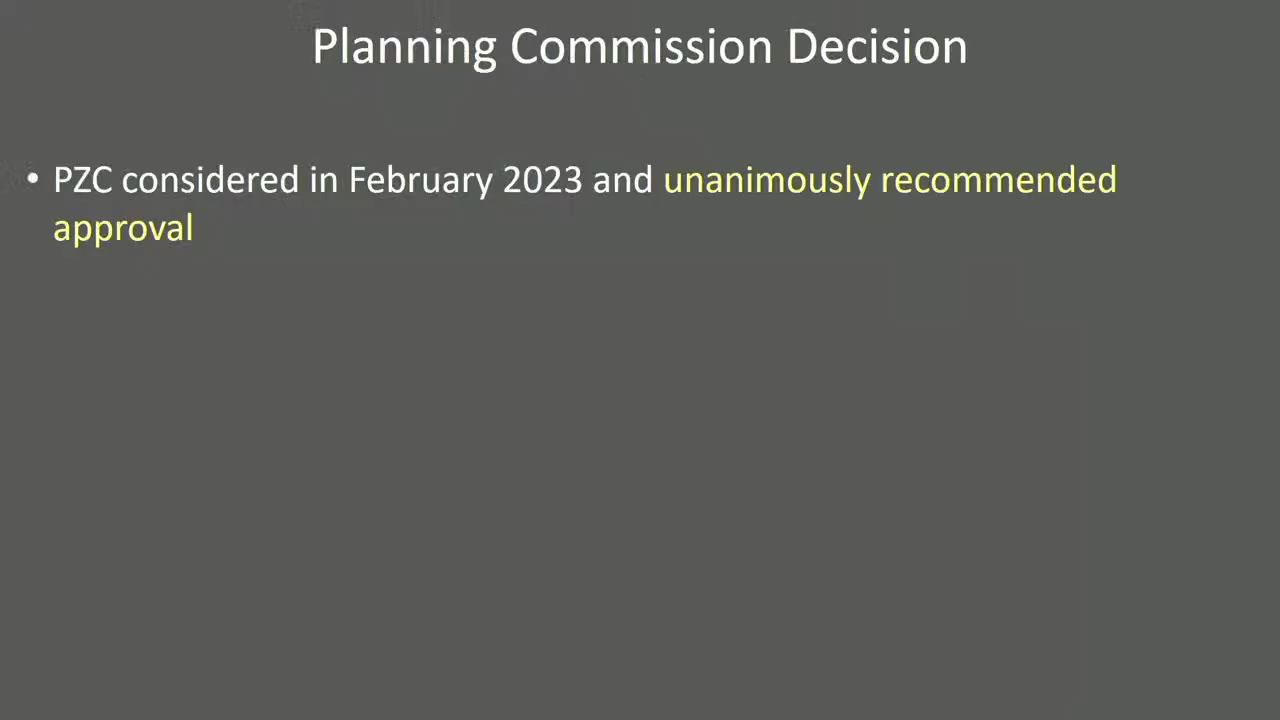 Planning Commission Decision
• PZC considered in February 2023 and unanimously recommended
approval